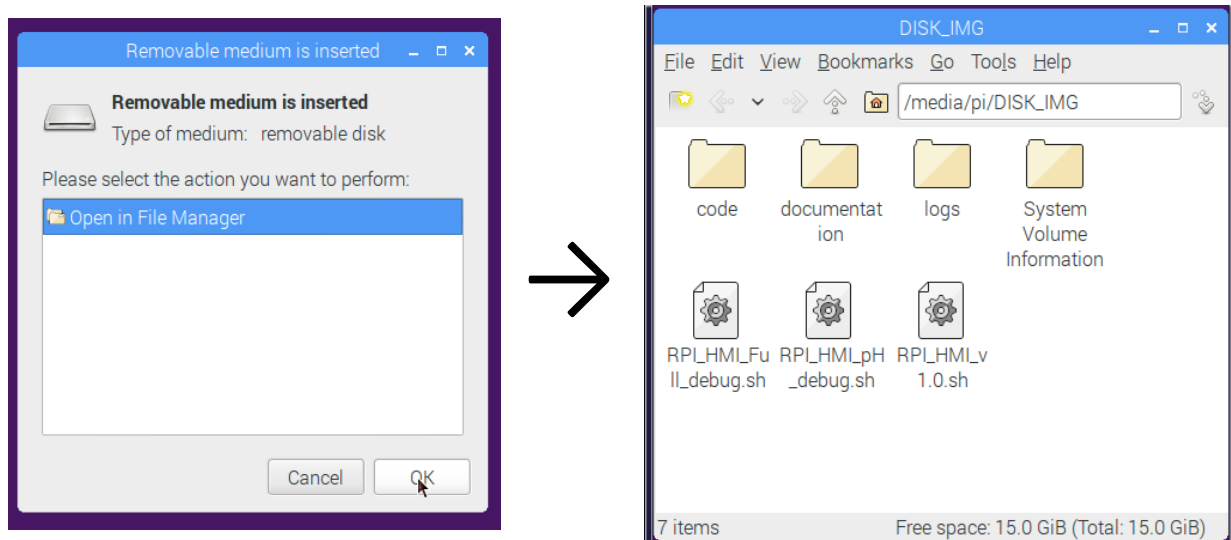 Removable medium is inserted
Removable medium is inserted
Type of medium: removable disk
Please select the action you want to perform:
Open in File Manager
Cancel
OK
DISK_IMG
File Edit View Bookmarks Go Tools Help
/media/pi/DISK_IMG
code
documentat
ion
logs
System
Volume
Information
RPI_HMI_Fu
ll_debug.sh
RPI_HMI_pH
_debug.sh
RPI_HMI_v
1.0.sh
7 items
Free space: 15.0 GiB (Total: 15.0 GiB)